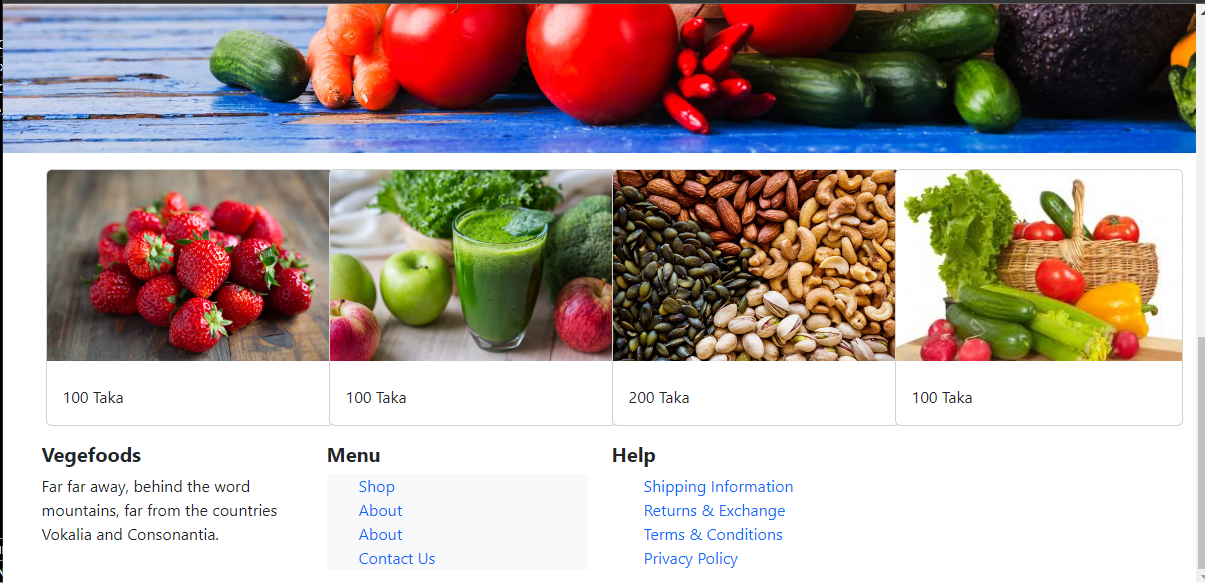 100 Taka
100 Taka
200 Taka
100 Taka
Vegefoods
Far far away, behind the word
mountains, far from the countries
Vokalia and Consonantia.
Menu
Shop
About
About
Contact Us
Help
Shipping Information
Returns & Exchange
Terms & Conditions
Privacy Policy